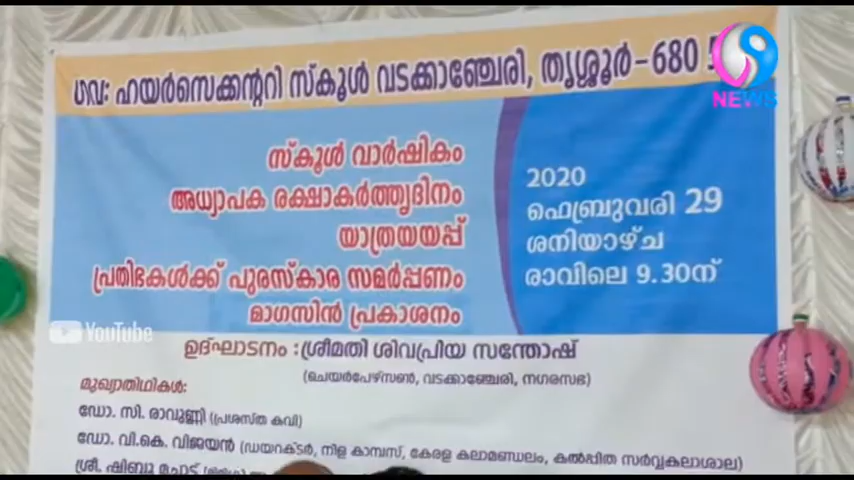 ഗവ: ഹയർസെക്കന്ററി സ്കൂൾ വടക്കാഞ്ചേരി, തൃശ്ശൂർ-680 5
NEWS
സ്കൂൾ വാർഷികം
അധ്യാപക രക്ഷാകർത്തൃദിനം
യാത്രയയപ്പ്
പ്രതിഭകൾക്ക് പുരസ്കാര സമർപ്പണം
മാഗസിൻ പ്രകാശനം
2020
ഫെബ്രുവരി 29
ശനിയാഴ്ച
രാവിലെ 9.30ന്
YouTube
ഉദ്ഘാടനം : ശ്രീമതി ശിവപ്രിയ സന്തോഷ്
(ചെയർപേഴ്സൺ, വടക്കാഞ്ചേരി, നഗരസഭ)
മുഖ്യാതിഥികൾ:
ഡോ. സി. രാവുണ്ണി (പ്രശസ്ത കവി)
ഡോ. വി.കെ. വിജയൻ (ഡയറക്ടർ, നിള കാമ്പസ്, കേരള കലാമണ്ഡലം, കൽപ്പിത സർവ്വകലാശാല)
ശ്രീ. ഷിബു മചാട്